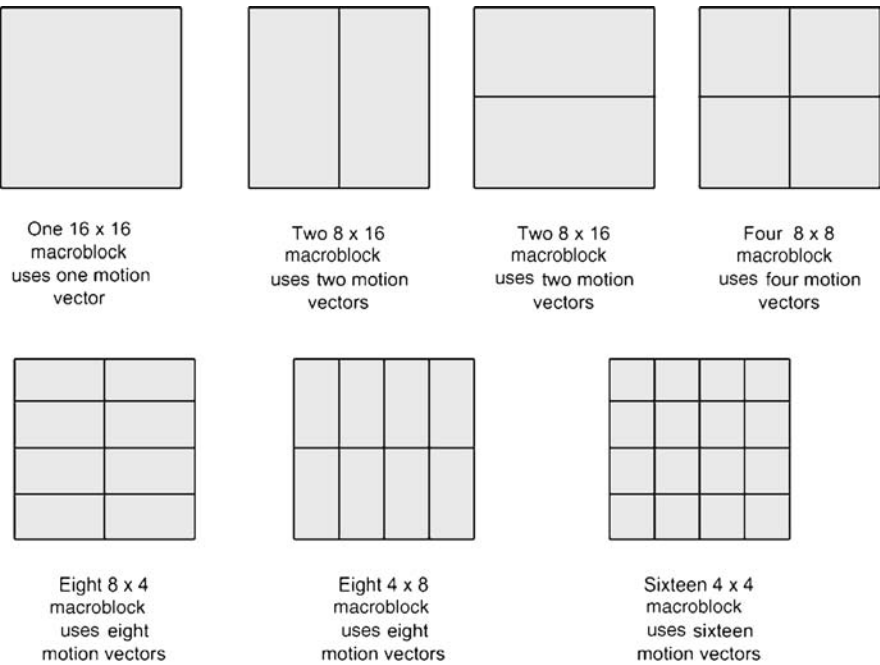 One 16 x 16
macroblock
uses one motion
vector
Two 8 x 16
macroblock
uses two motion
vectors
Two 8 x 16
macroblock
uses two motion
vectors
Four 8 x 8
macroblock
uses four motion
vectors
Eight 8 x 4
macroblock
uses eight
motion vectors
Eight 4 x 8
macroblock
uses eight
motion vectors
Sixteen 4 x 4
macroblock
uses sixteen
motion vectors